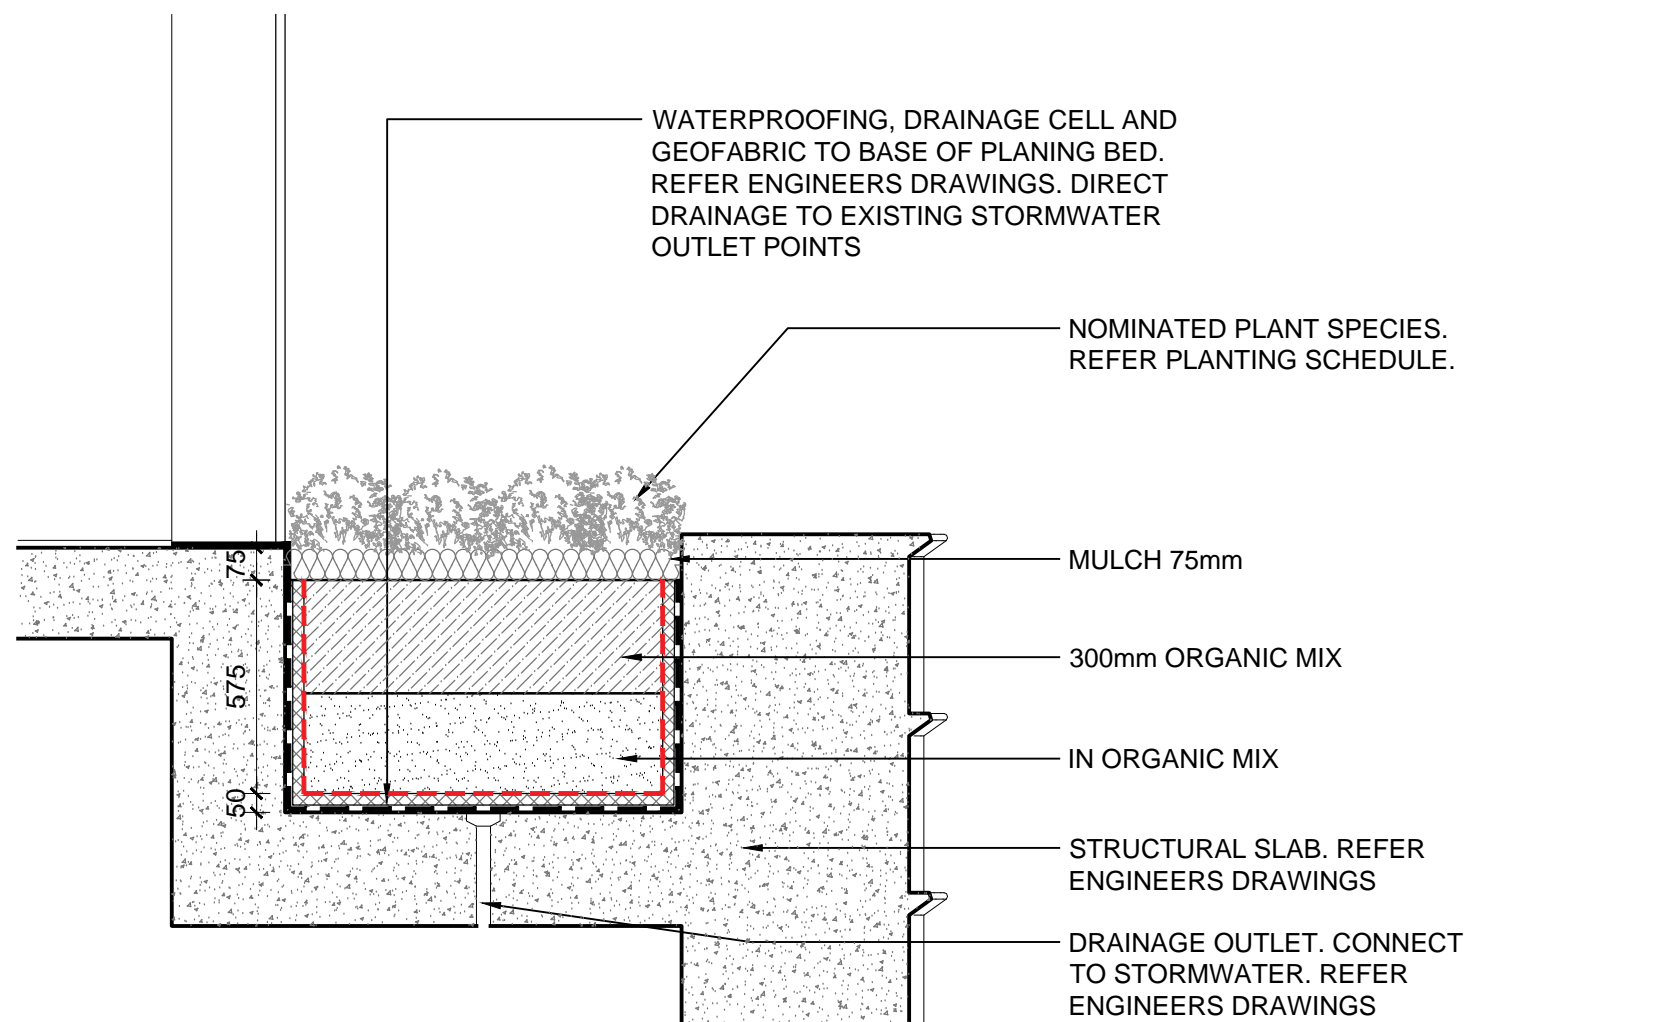 WATERPROOFING, DRAINAGE CELL AND
GEOFABRIC TO BASE OF PLANING BED.
REFER ENGINEERS DRAWINGS. DIRECT
DRAINAGE TO EXISTING STORMWATER
OUTLET POINTS
NOMINATED PLANT SPECIES.
REFER PLANTING SCHEDULE.
75
MULCH 75mm
575
300mm ORGANIC MIX
IN ORGANIC MIX
50
STRUCTURAL SLAB. REFER
ENGINEERS DRAWINGS
DRAINAGE OUTLET. CONNECT
TO STORMWATER. REFER
ENGINEERS DRAWINGS